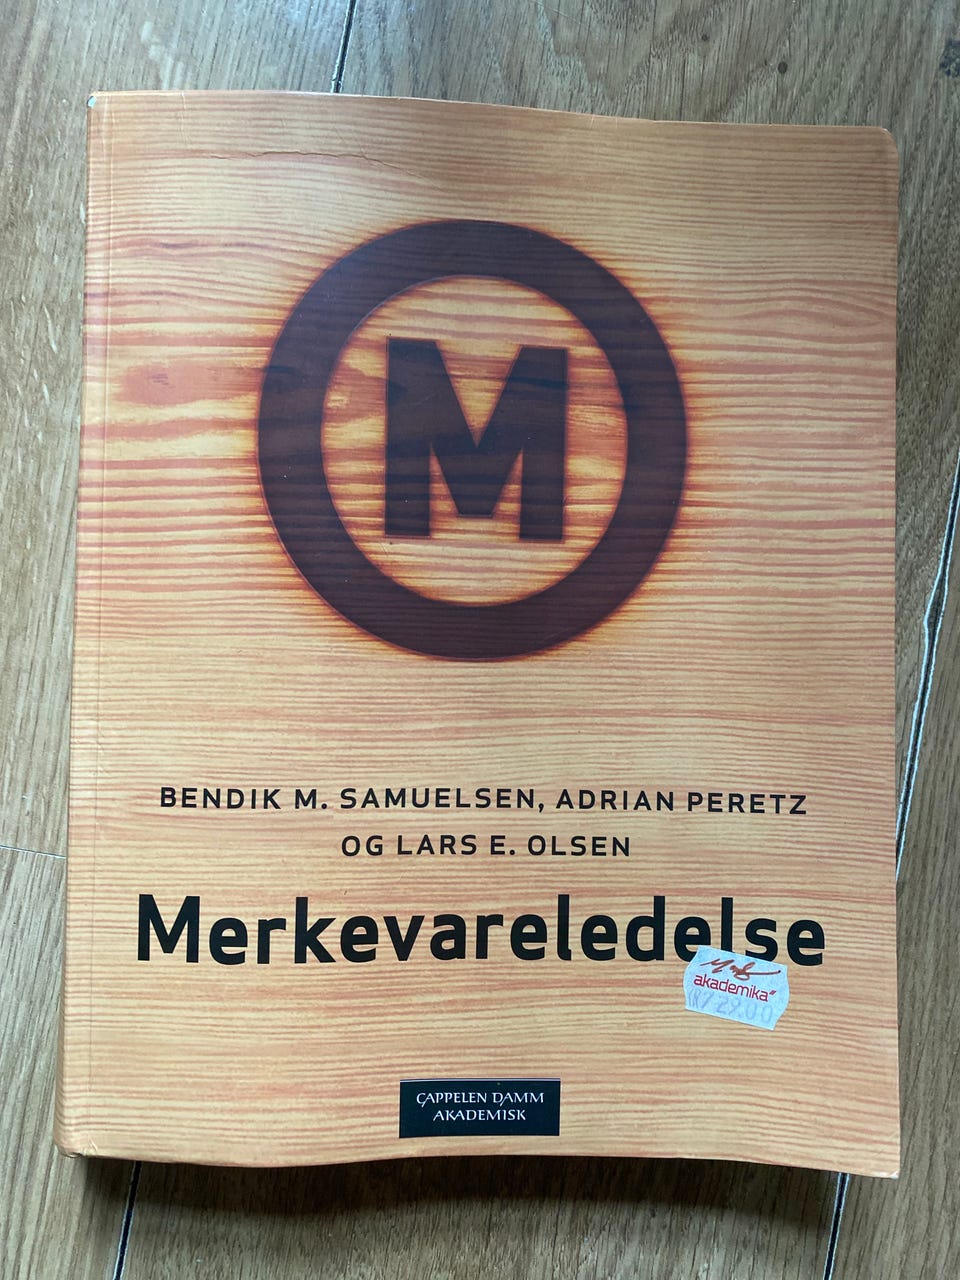 M
BENDIK M. SAMUELSEN, ADRIAN PERETZ
OG LARS E. OLSEN
Merkevareledelse
akademika
CAPPELEN DAMM
AKADEMISK